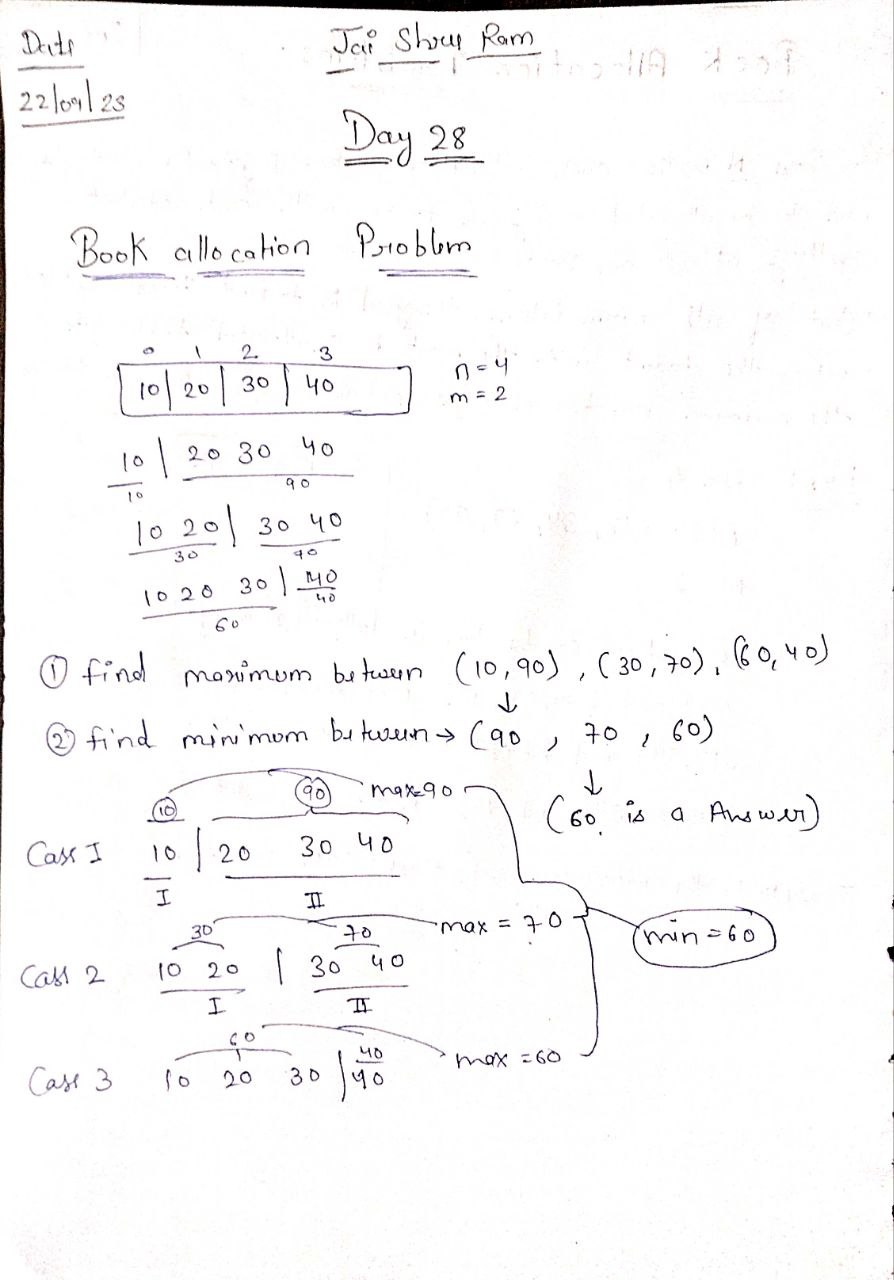 Date
Jai Shree Ram
22/09/23
Day 28
Book allocation Problem
0 1 2 3
10 | 20 | 30 | 40
n = 4
m = 2
10 | 20 30 40
10 90
10 20 | 30 40
30 70
10 20 30 | 40
60 40
① find maximum between (10, 90), (30, 70), (60, 40)
↓
② find minimum between → (90, 70, 60)
↓
(60 is a Answer)
10 90 max=90
Case I 10 | 20 30 40
I II
30 70 max = 70
min = 60
Case 2 10 20 | 30 40
I II
60 40 max = 60
Case 3 10 20 30 | 40